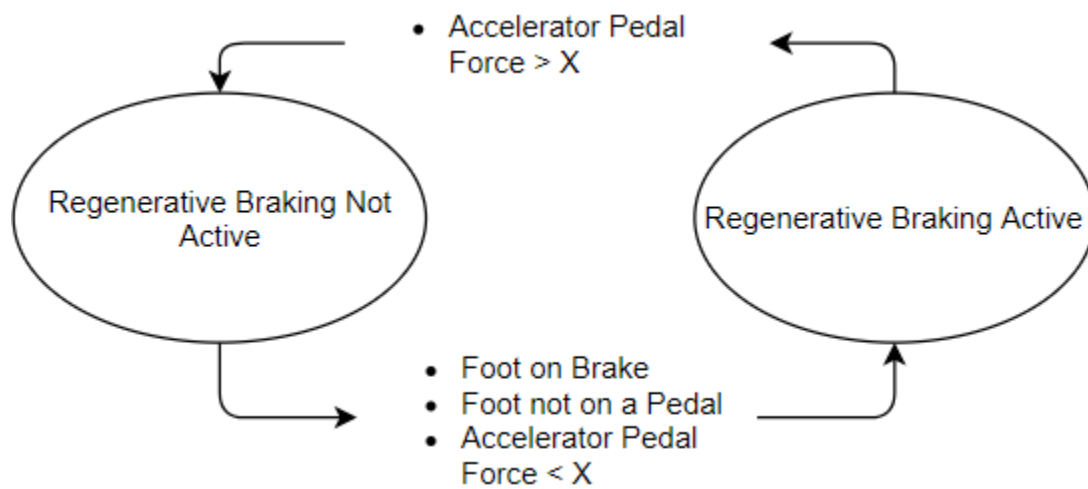 • Accelerator Pedal
Force > X
Regenerative Braking Not
Active
Regenerative Braking Active
• Foot on Brake
• Foot not on a Pedal
• Accelerator Pedal
Force < X